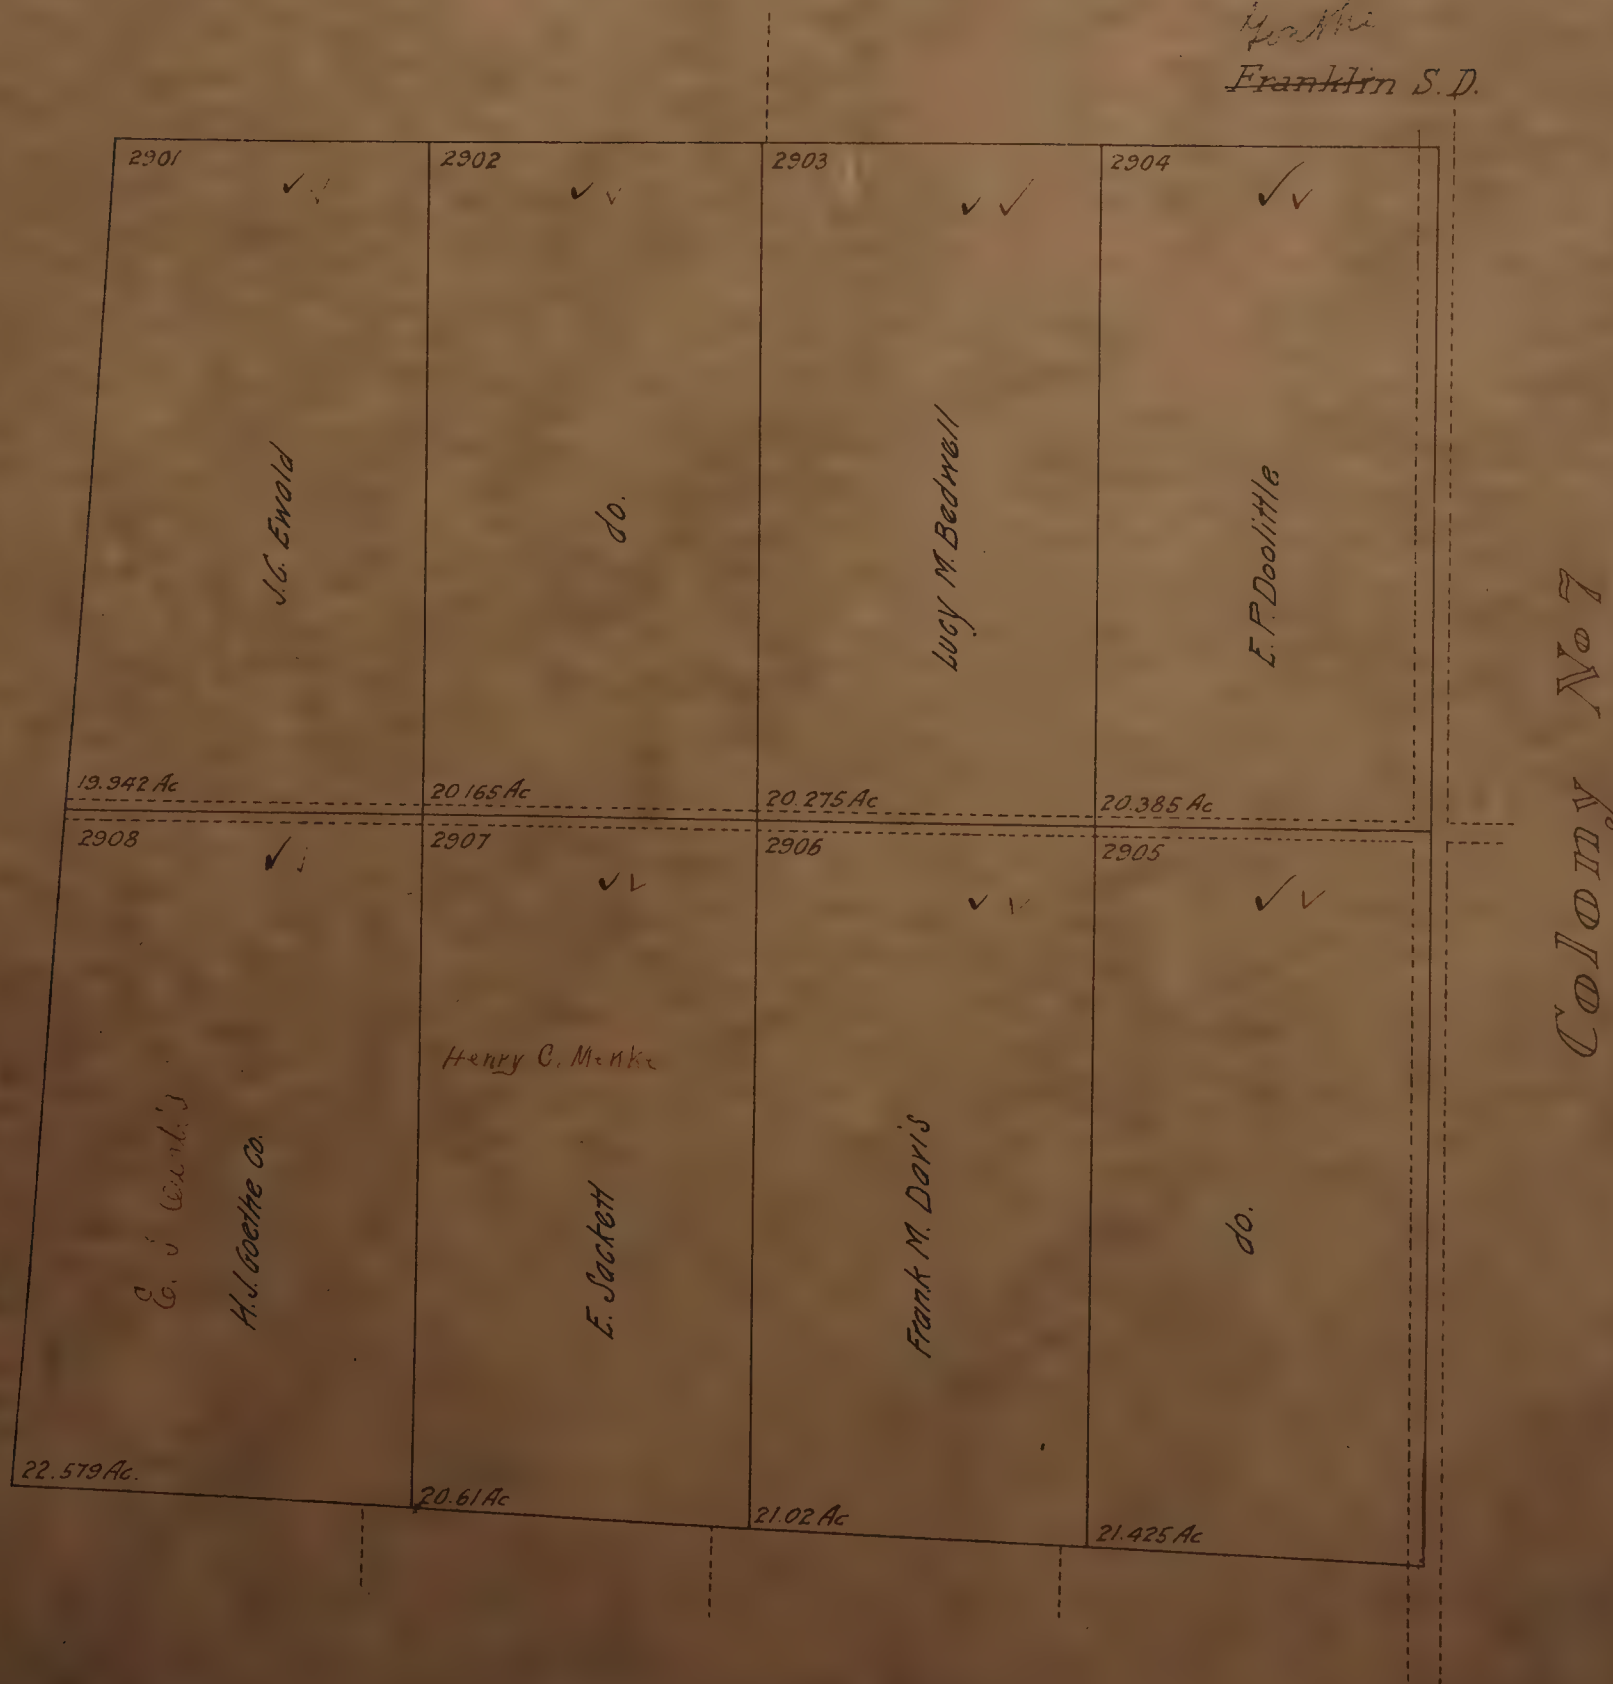 Franklin S.D.
2901
2902
2903
2904
J.G. Ewald
do.
Lucy M. Bedwell
E.P. Doolittle
19.942 Ac
20.165 Ac
20.275 Ac
20.385 Ac
Colony No 7
2908
2907
2906
2905
Henry C. Menke
H.J. Goethe Co.
E. Sackett
Frank M. Davis
do.
22.579 Ac.
20.61 Ac
21.02 Ac
21.425 Ac